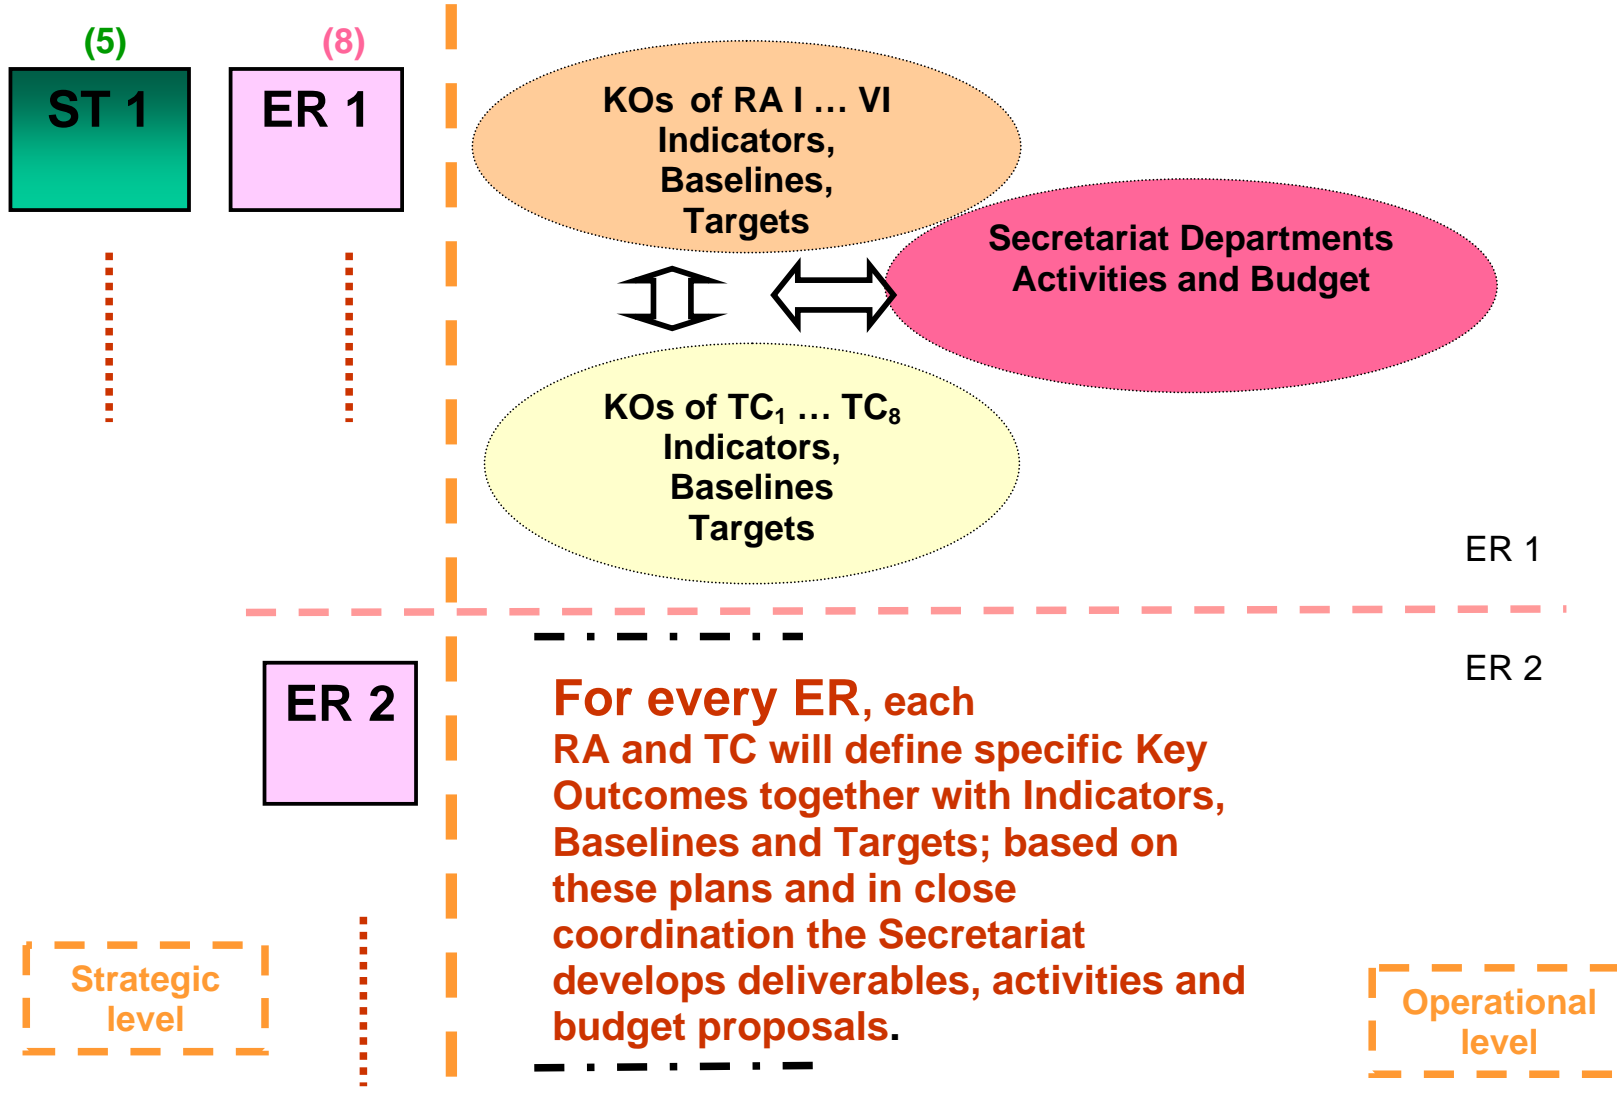 (5)
(8)
ST 1
ER 1
KOs of RA I … VI
Indicators,
Baselines,
Targets
Secretariat Departments
Activities and Budget
KOs of TC₁ … TC₈
Indicators,
Baselines
Targets
ER 1
ER 2
ER 2
For every ER, each
RA and TC will define specific Key
Outcomes together with Indicators,
Baselines and Targets; based on
these plans and in close
coordination the Secretariat
develops deliverables, activities and
budget proposals.
Strategic
level
Operational
level